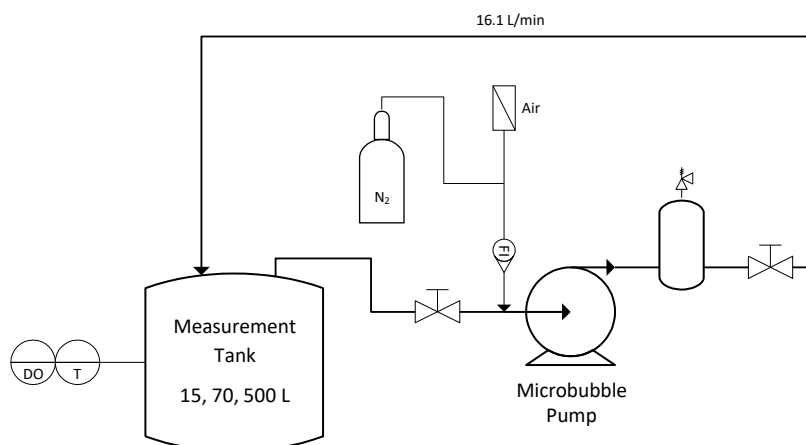 16.1 L/min
Air
N₂
FI
Measurement
Tank
15, 70, 500 L
DO
T
Microbubble
Pump